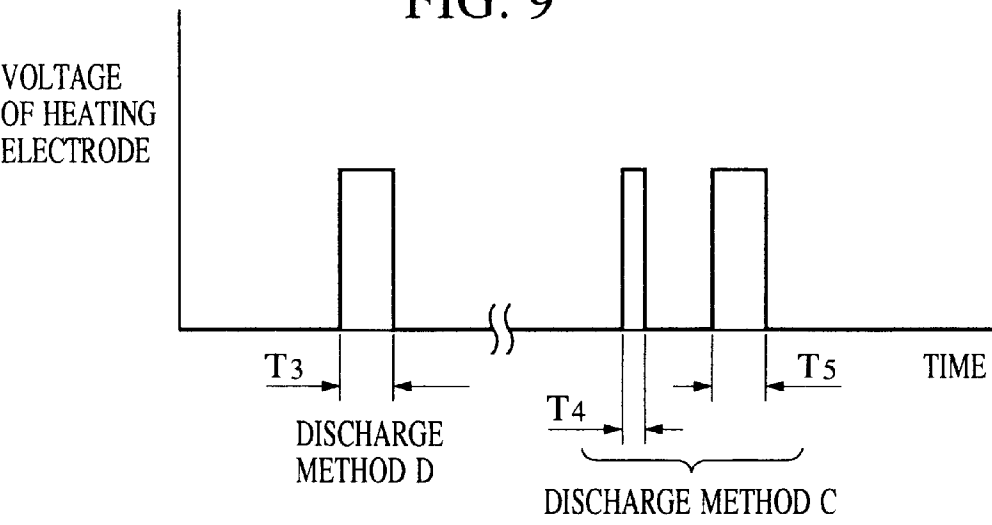 FIG. 9
VOLTAGE
OF HEATING
ELECTRODE
T3
T5
TIME
T4
DISCHARGE
METHOD D
DISCHARGE METHOD C